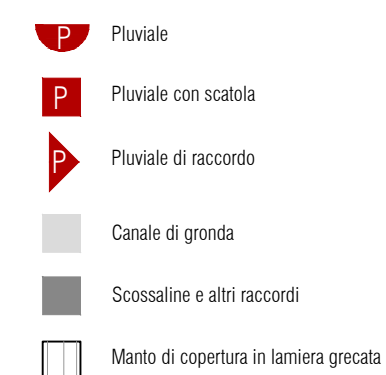 P Pluviale
P Pluviale con scatola
P Pluviale di raccordo
Canale di gronda
Scossaline e altri raccordi
Manto di copertura in lamiera grecata